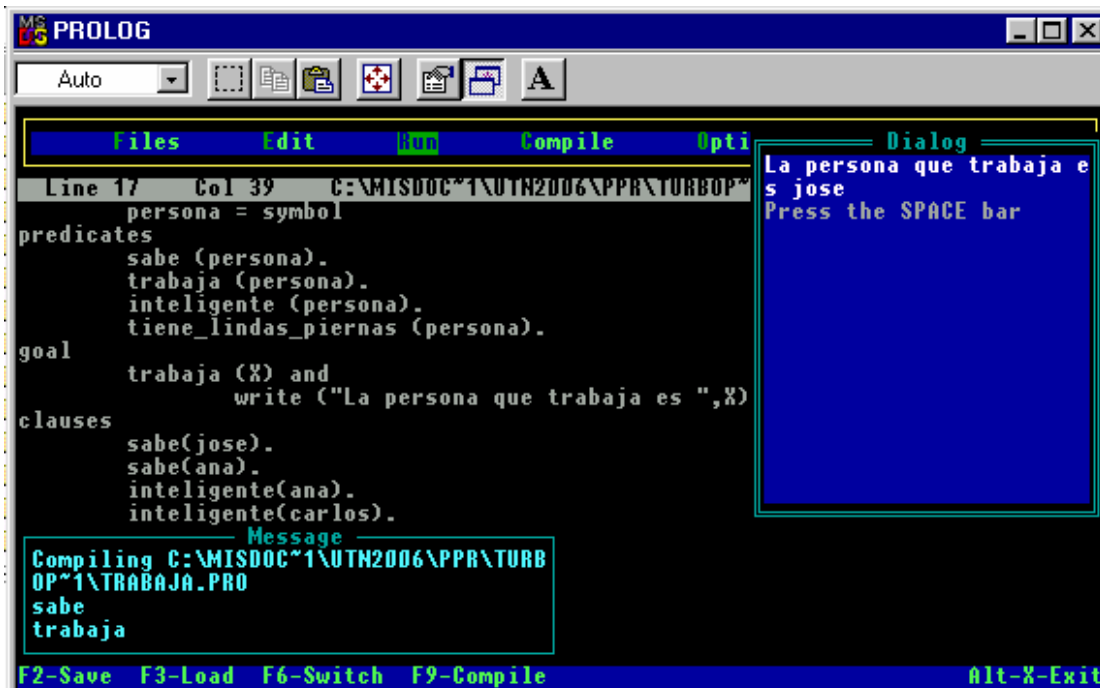 PROLOG
Auto
A
Files Edit Run Compile Opti
Line 17 Col 39 C:\MISDOC~1\UTN2006\PPR\TURBOP~
persona = symbol
predicates
sabe (persona).
trabaja (persona).
inteligente (persona).
tiene_lindas_piernas (persona).
goal
trabaja (X) and
write ("La persona que trabaja es ",X)
clauses
sabe(jose).
sabe(ana).
inteligente(ana).
inteligente(carlos).
Dialog
La persona que trabaja e
s jose
Press the SPACE bar
Message
Compiling C:\MISDOC~1\UTN2006\PPR\TURB
OP~1\TRABAJA.PRO
sabe
trabaja
F2-Save F3-Load F6-Switch F9-Compile Alt-X-Exit